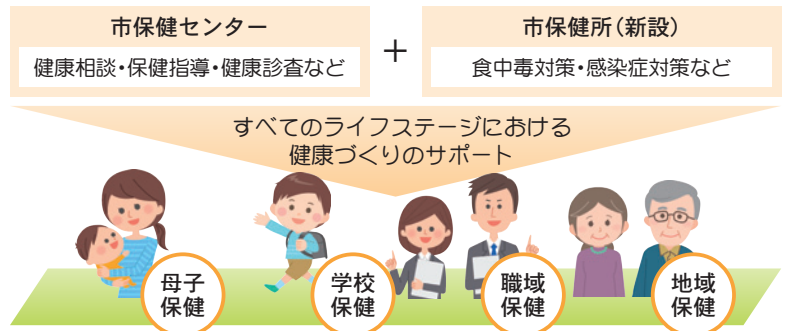 市保健センター
健康相談・保健指導・健康診査など
＋
市保健所（新設）
食中毒対策・感染症対策など
すべてのライフステージにおける
健康づくりのサポート
母子
保健
学校
保健
職域
保健
地域
保健